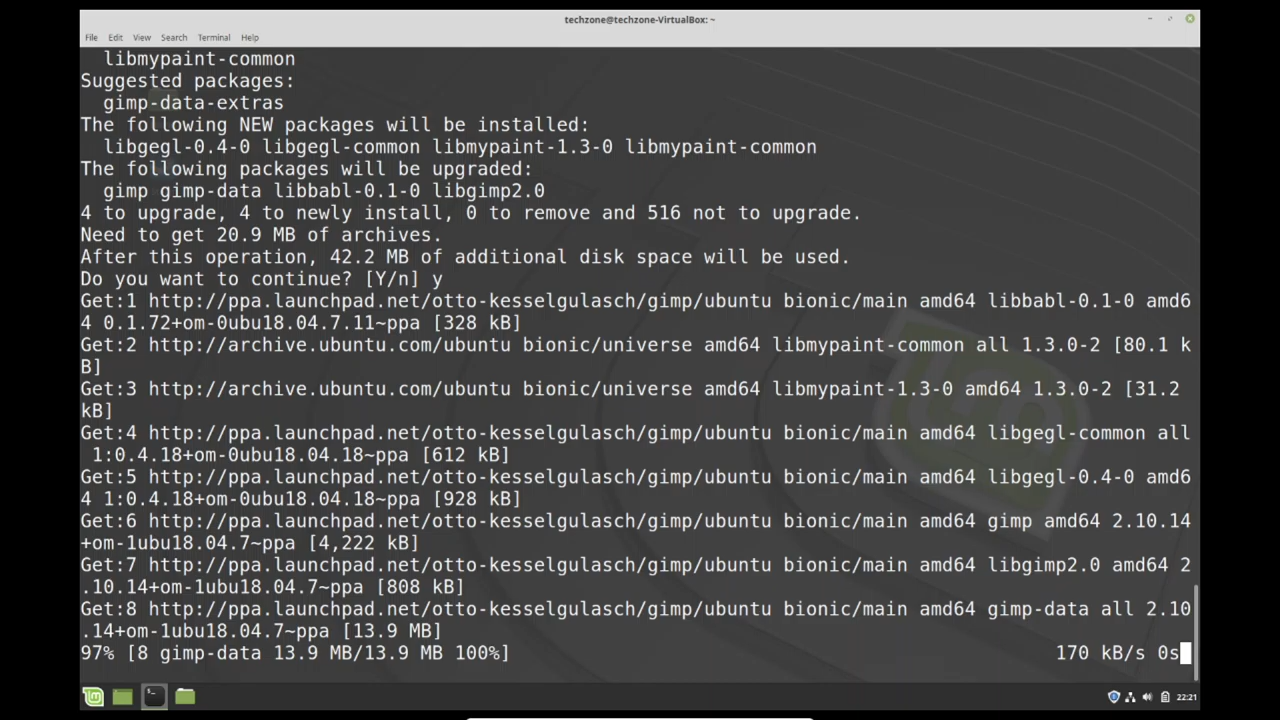 techzone@techzone-VirtualBox: ~
File Edit View Search Terminal Help
libmypaint-common
Suggested packages:
gimp-data-extras
The following NEW packages will be installed:
libgegl-0.4-0 libgegl-common libmypaint-1.3-0 libmypaint-common
The following packages will be upgraded:
gimp gimp-data libbabl-0.1-0 libgimp2.0
4 to upgrade, 4 to newly install, 0 to remove and 516 not to upgrade.
Need to get 20.9 MB of archives.
After this operation, 42.2 MB of additional disk space will be used.
Do you want to continue? [Y/n] y
Get:1 http://ppa.launchpad.net/otto-kesselgulasch/gimp/ubuntu bionic/main amd64 libbabl-0.1-0 amd6
4 0.1.72+om-0ubu18.04.7.11~ppa [328 kB]
Get:2 http://archive.ubuntu.com/ubuntu bionic/universe amd64 libmypaint-common all 1.3.0-2 [80.1 k
B]
Get:3 http://archive.ubuntu.com/ubuntu bionic/universe amd64 libmypaint-1.3-0 amd64 1.3.0-2 [31.2
kB]
Get:4 http://ppa.launchpad.net/otto-kesselgulasch/gimp/ubuntu bionic/main amd64 libgegl-common all
1:0.4.18+om-0ubu18.04.18~ppa [612 kB]
Get:5 http://ppa.launchpad.net/otto-kesselgulasch/gimp/ubuntu bionic/main amd64 libgegl-0.4-0 amd6
4 1:0.4.18+om-0ubu18.04.18~ppa [928 kB]
Get:6 http://ppa.launchpad.net/otto-kesselgulasch/gimp/ubuntu bionic/main amd64 gimp amd64 2.10.14
+om-1ubu18.04.7~ppa [4,222 kB]
Get:7 http://ppa.launchpad.net/otto-kesselgulasch/gimp/ubuntu bionic/main amd64 libgimp2.0 amd64 2
.10.14+om-1ubu18.04.7~ppa [808 kB]
Get:8 http://ppa.launchpad.net/otto-kesselgulasch/gimp/ubuntu bionic/main amd64 gimp-data all 2.10
.14+om-1ubu18.04.7~ppa [13.9 MB]
97% [8 gimp-data 13.9 MB/13.9 MB 100%] 170 kB/s 0s
22:21